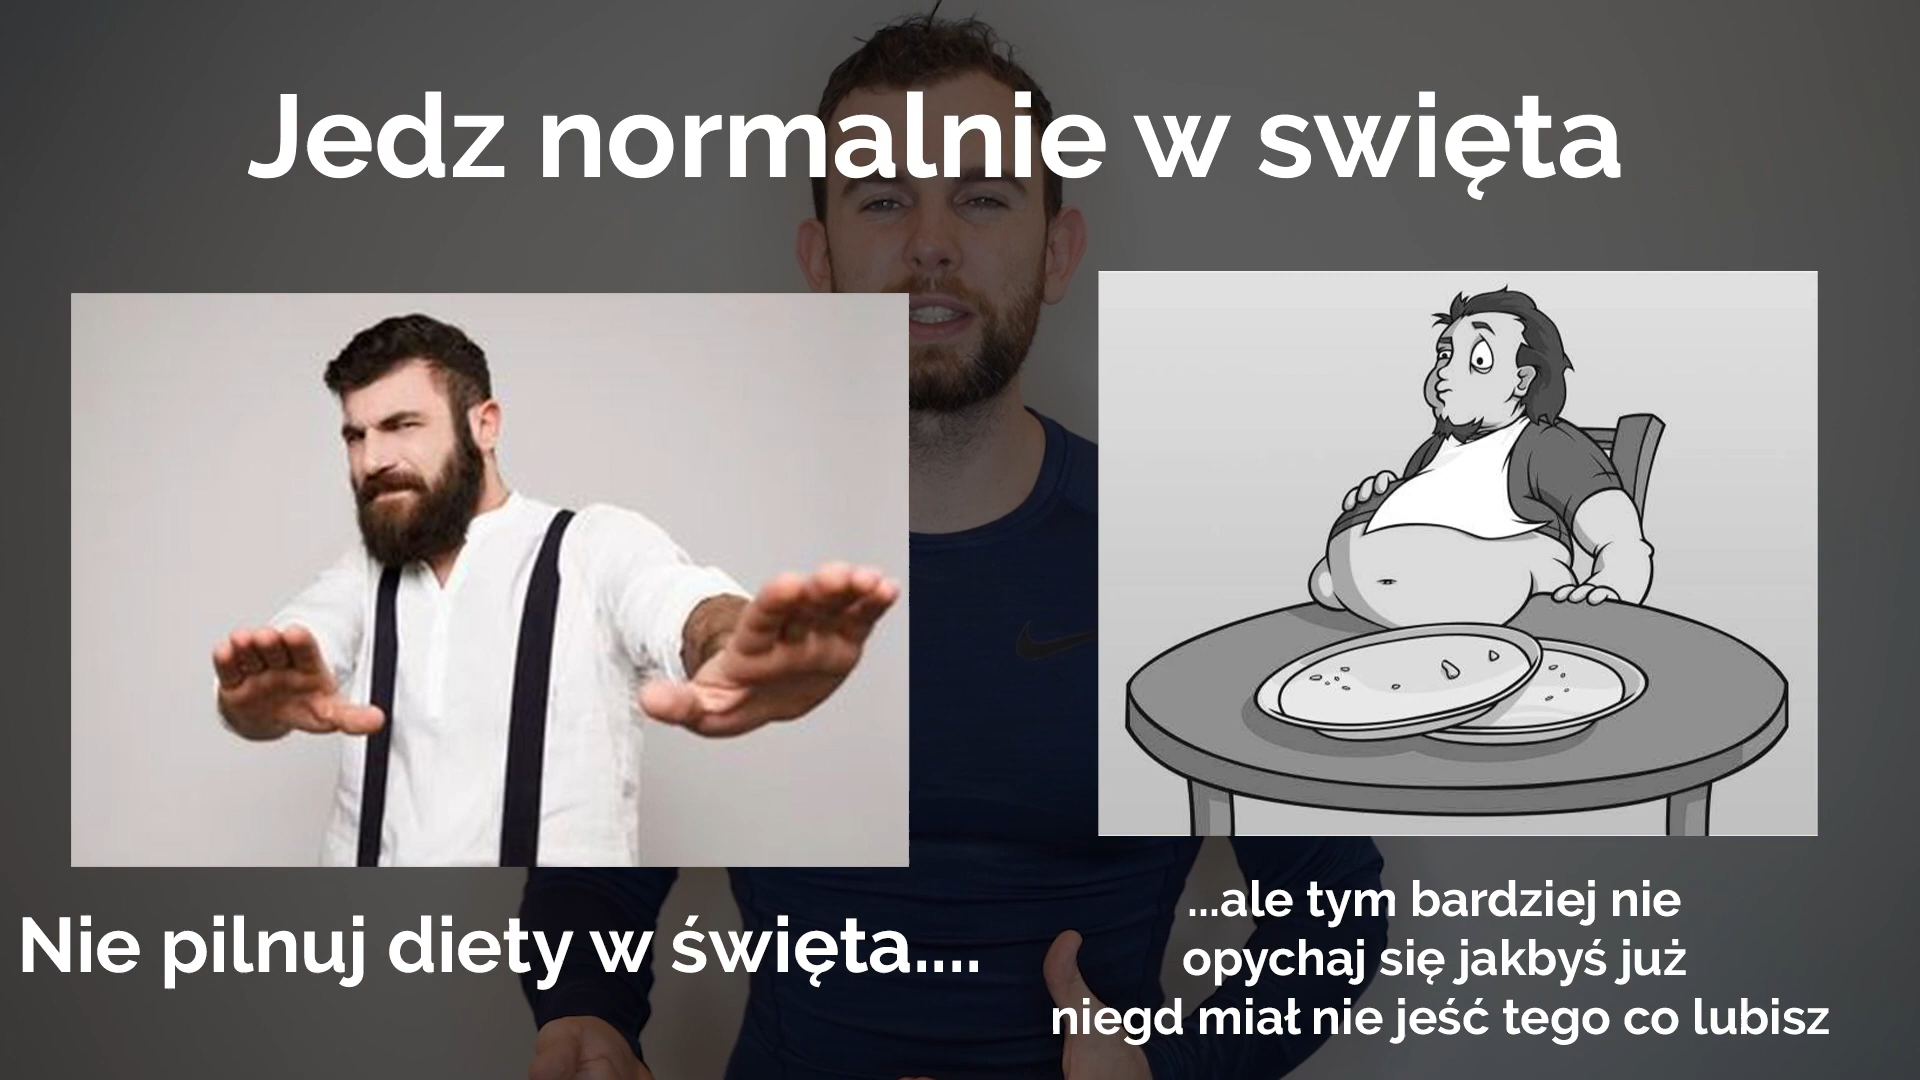 Jedz normalnie w swięta
Nie pilnuj diety w święta....
...ale tym bardziej nie
opychaj się jakbyś już
niegd miał nie jeść tego co lubisz